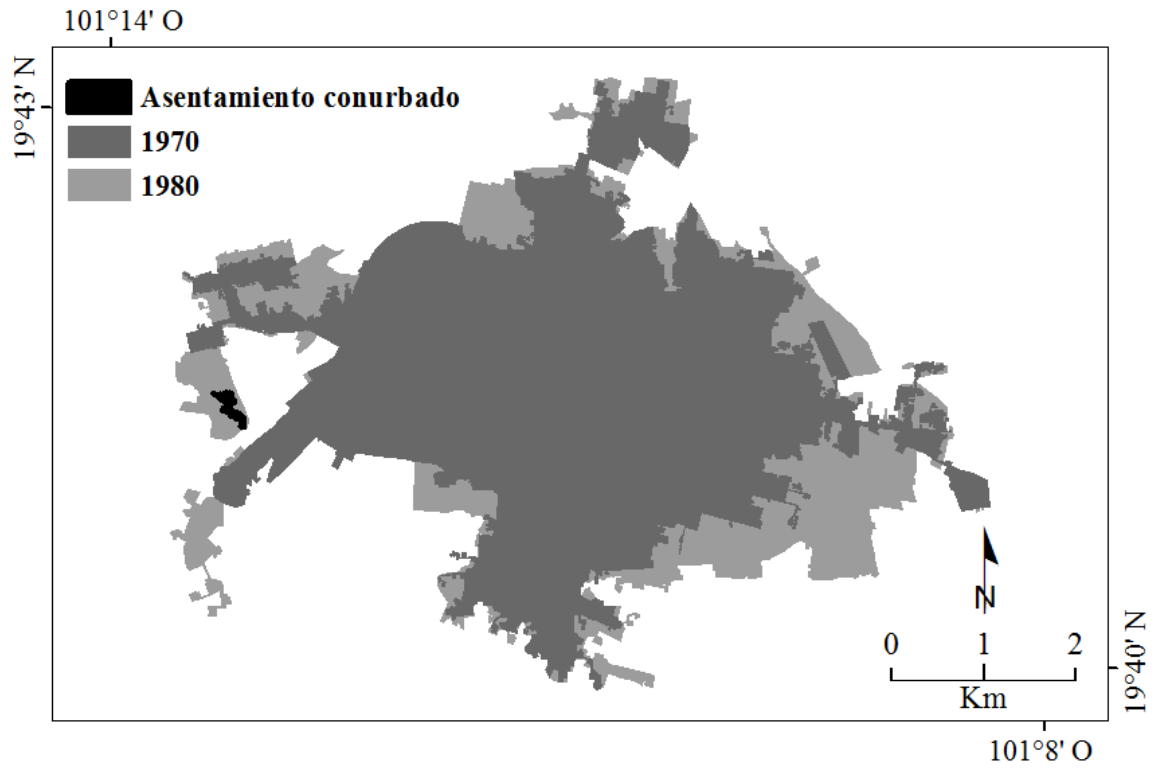 101°14' O
19°43' N
Asentamiento conurbado
1970
1980
N
0 1 2
Km
19°40' N
101°8' O